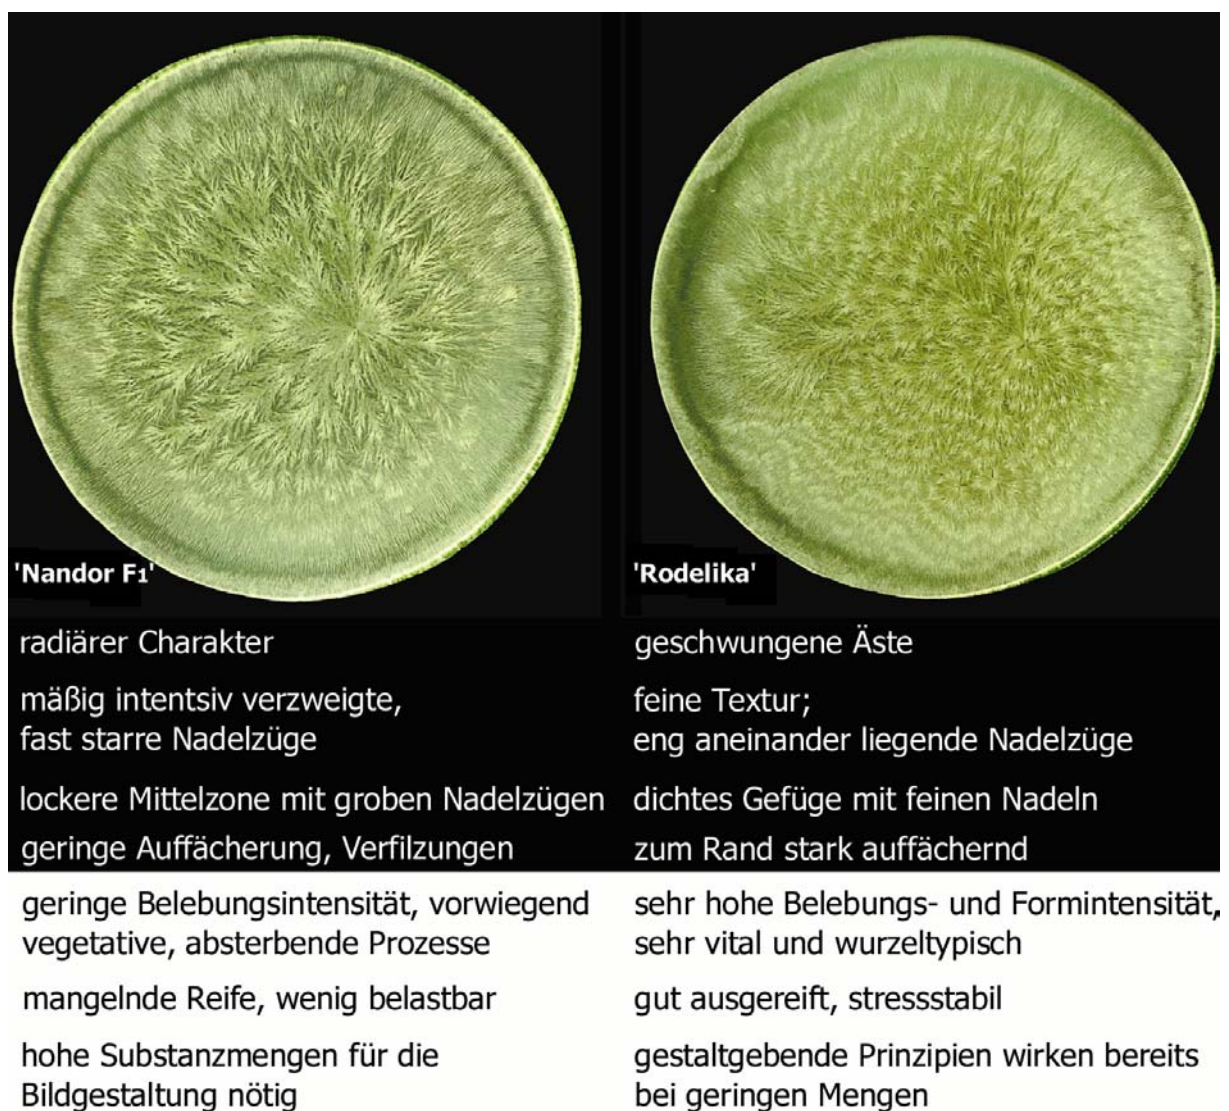 'Nandor F1'
'Rodelika'
radiärer Charakter
geschwungene Äste
mäßig intentsiv verzweigte,
fast starre Nadelzüge
feine Textur;
eng aneinander liegende Nadelzüge
lockere Mittelzone mit groben Nadelzügen
dichtes Gefüge mit feinen Nadeln
geringe Auffächerung, Verfilzungen
zum Rand stark auffächernd
geringe Belebungsintensität, vorwiegend
vegetative, absterbende Prozesse
sehr hohe Belebungs- und Formintensität,
sehr vital und wurzeltypisch
mangelnde Reife, wenig belastbar
gut ausgereift, stressstabil
hohe Substanzmengen für die
Bildgestaltung nötig
gestaltgebende Prinzipien wirken bereits
bei geringen Mengen